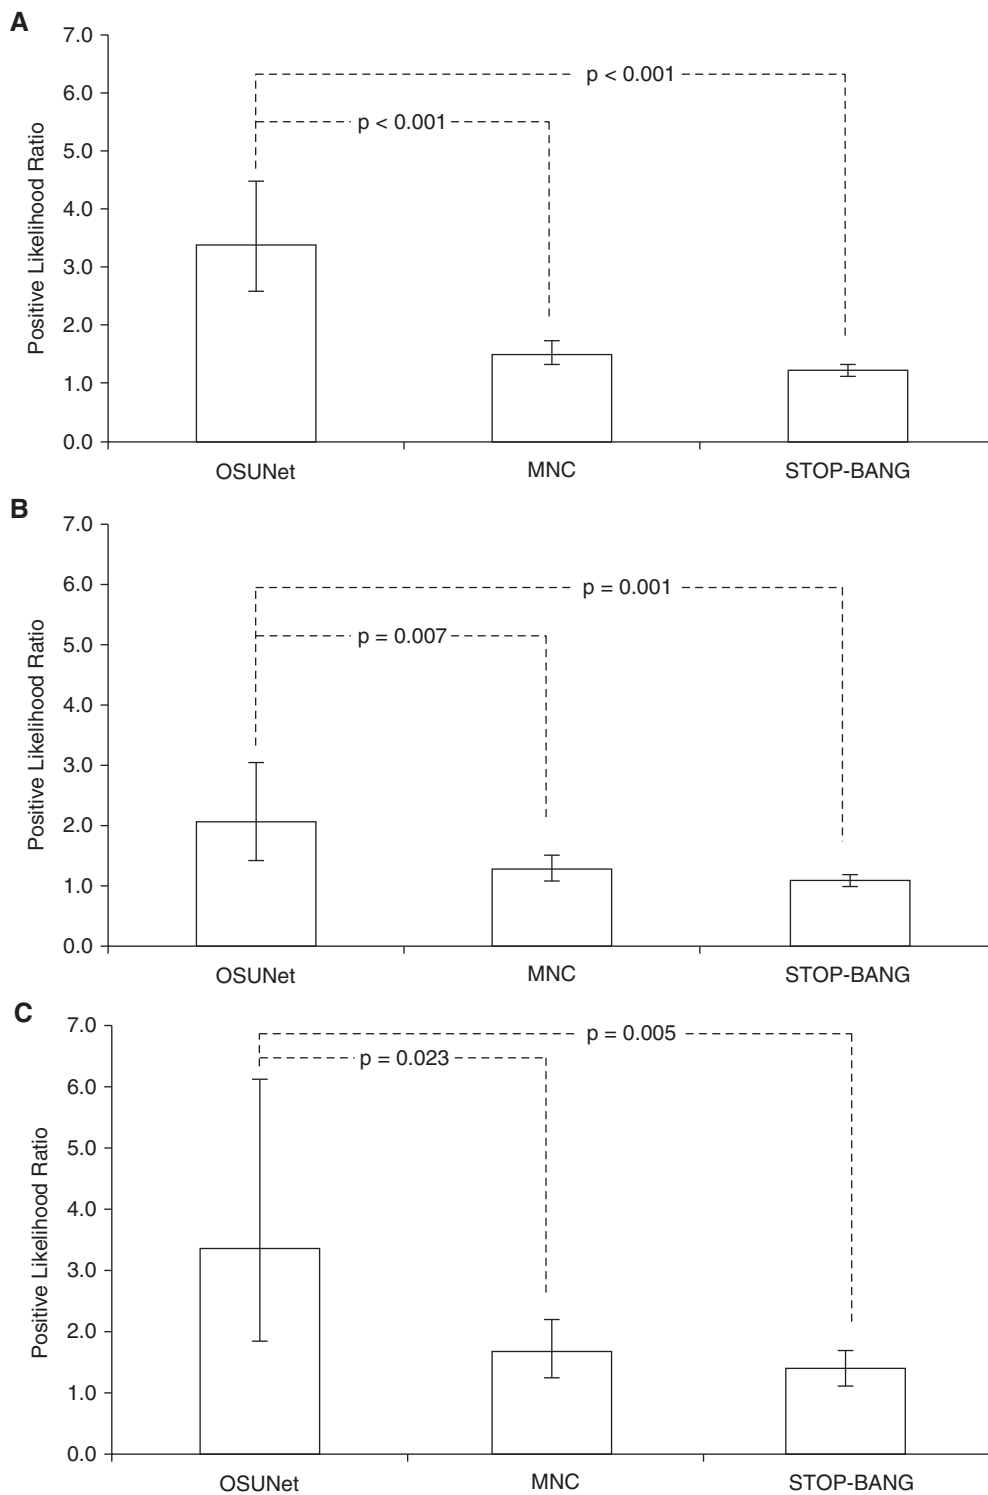 A
7.0
6.0
5.0
4.0
3.0
2.0
1.0
0.0
Positive Likelihood Ratio
p < 0.001
p < 0.001
OSUNet
MNC
STOP-BANG
B
7.0
6.0
5.0
4.0
3.0
2.0
1.0
0.0
Positive Likelihood Ratio
p = 0.001
p = 0.007
OSUNet
MNC
STOP-BANG
C
7.0
6.0
5.0
4.0
3.0
2.0
1.0
0.0
Positive Likelihood Ratio
p = 0.005
p = 0.023
OSUNet
MNC
STOP-BANG